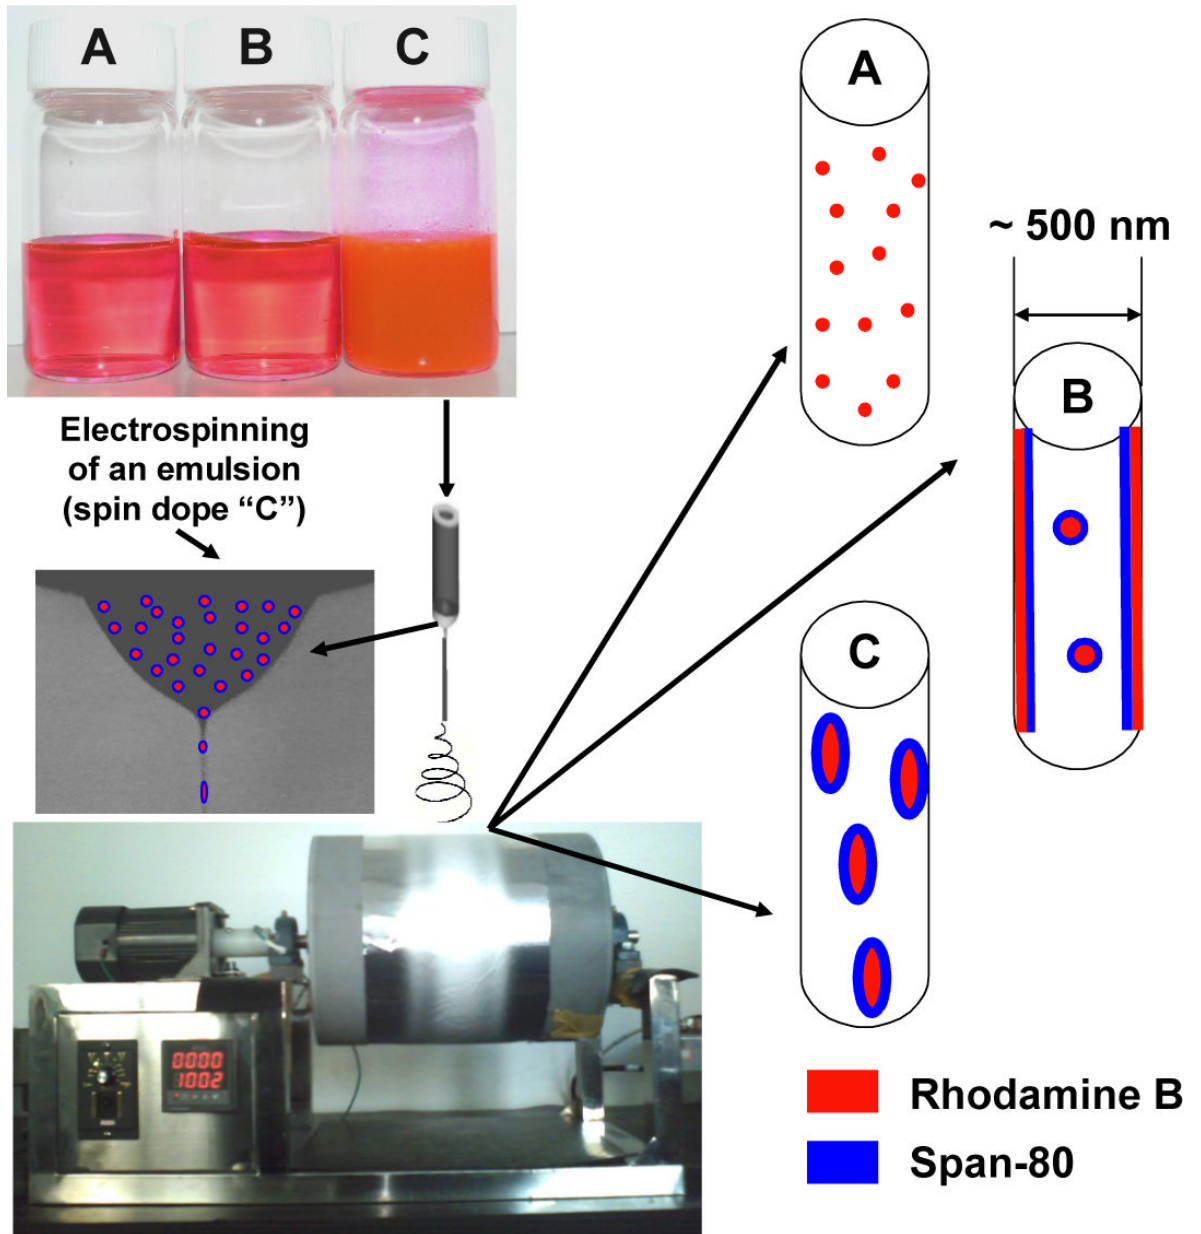 A B C
Electrospinning
of an emulsion
(spin dope “C”)
0000
1002
A
~ 500 nm
B
C
Rhodamine B
Span-80